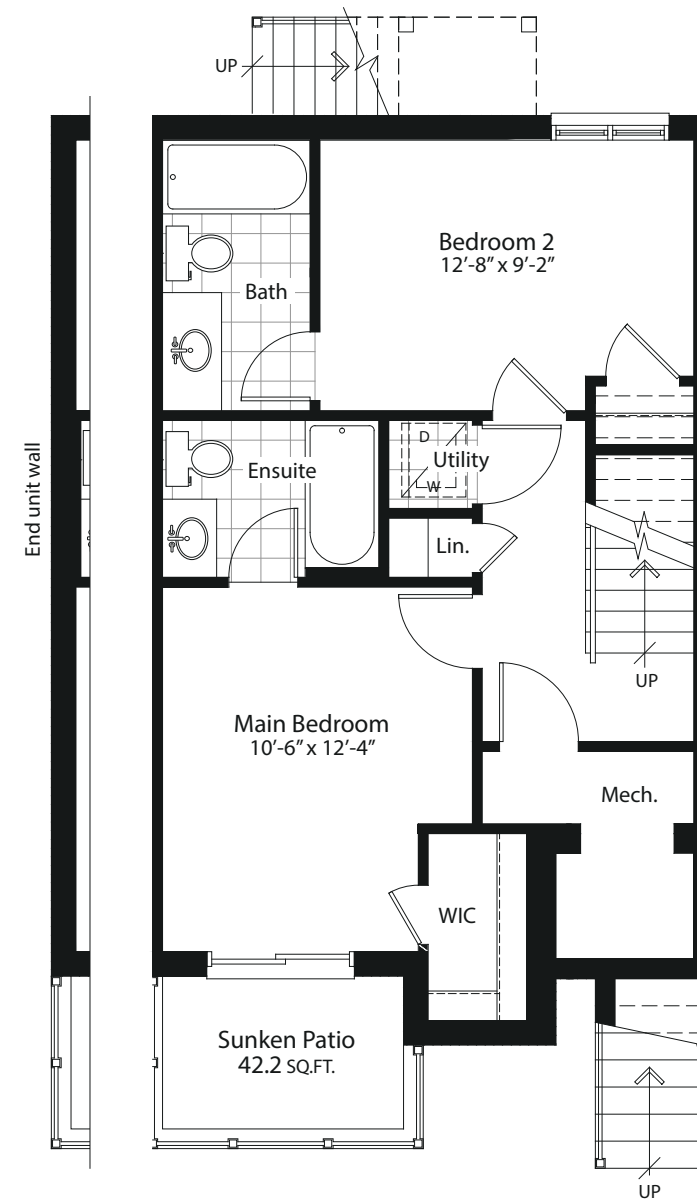 UP
Bedroom 2
12’-8” x 9’-2”
Bath
D
Utility
W
Ensuite
End unit wall
Lin.
UP
Main Bedroom
10’-6” x 12’-4”
Mech.
WIC
Sunken Patio
42.2 SQ.FT.
UP